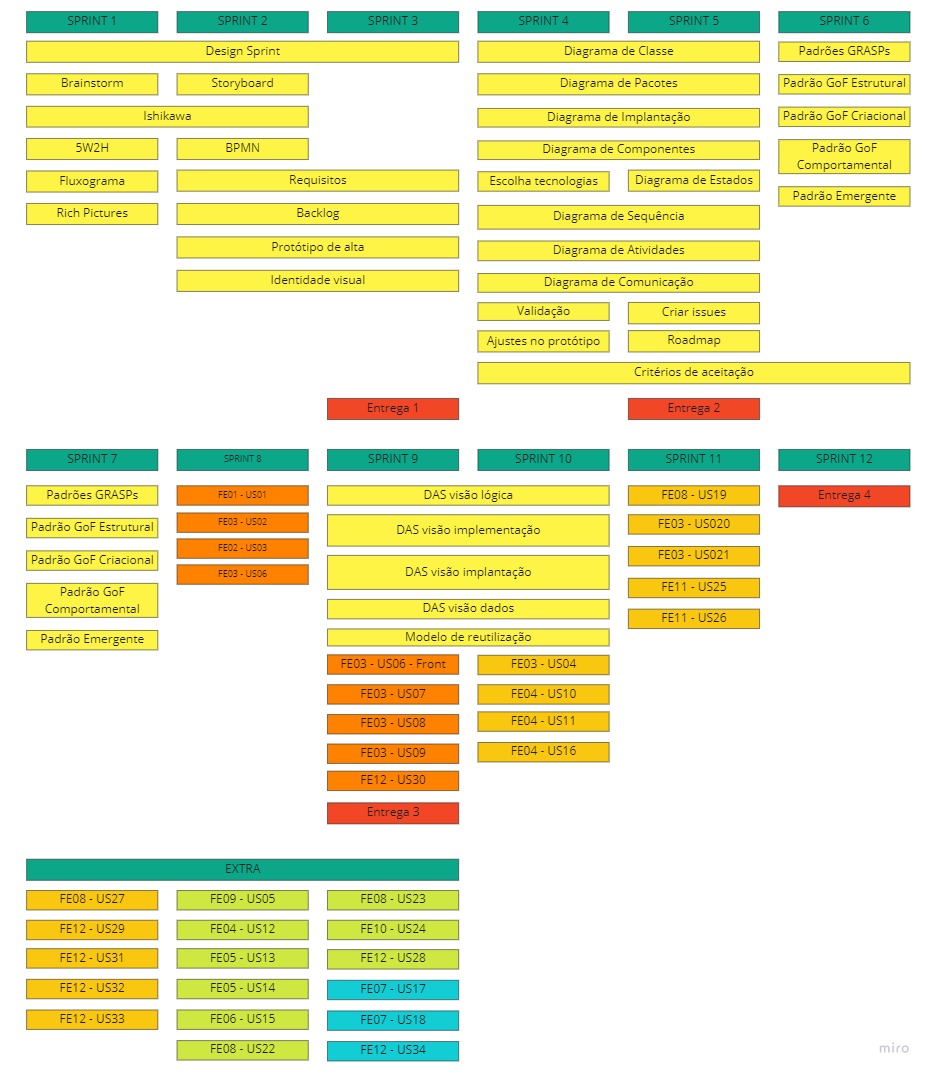 SPRINT 1
SPRINT 2
SPRINT 3
SPRINT 4
SPRINT 5
SPRINT 6
Design Sprint
Diagrama de Classe
Padrões GRASPs
Brainstorm
Storyboard
Diagrama de Pacotes
Padrão GoF Estrutural
Ishikawa
Diagrama de Implantação
Padrão GoF Criacional
5W2H
BPMN
Diagrama de Componentes
Padrão GoF
Comportamental
Fluxograma
Requisitos
Escolha tecnologias
Diagrama de Estados
Padrão Emergente
Rich Pictures
Backlog
Diagrama de Sequência
Protótipo de alta
Diagrama de Atividades
Identidade visual
Diagrama de Comunicação
Validação
Criar issues
Ajustes no protótipo
Roadmap
Critérios de aceitação
Entrega 1
Entrega 2
SPRINT 7
SPRINT 8
SPRINT 9
SPRINT 10
SPRINT 11
SPRINT 12
Padrões GRASPs
Padrão GoF Estrutural
Padrão GoF Criacional
Padrão GoF
Comportamental
Padrão Emergente
FE01 - US01
FE03 - US02
FE02 - US03
FE03 - US06
DAS visão lógica
DAS visão implementação
DAS visão implantação
DAS visão dados
Modelo de reutilização
FE03 - US06 - Front
FE03 - US07
FE03 - US08
FE03 - US09
FE12 - US30
Entrega 3
FE03 - US04
FE04 - US10
FE04 - US11
FE04 - US16
FE08 - US19
FE03 - US020
FE03 - US021
FE11 - US25
FE11 - US26
Entrega 4
EXTRA
FE08 - US27
FE12 - US29
FE12 - US31
FE12 - US32
FE12 - US33
FE09 - US05
FE04 - US12
FE05 - US13
FE05 - US14
FE06 - US15
FE08 - US22
FE08 - US23
FE10 - US24
FE12 - US28
FE07 - US17
FE07 - US18
FE12 - US34
miro